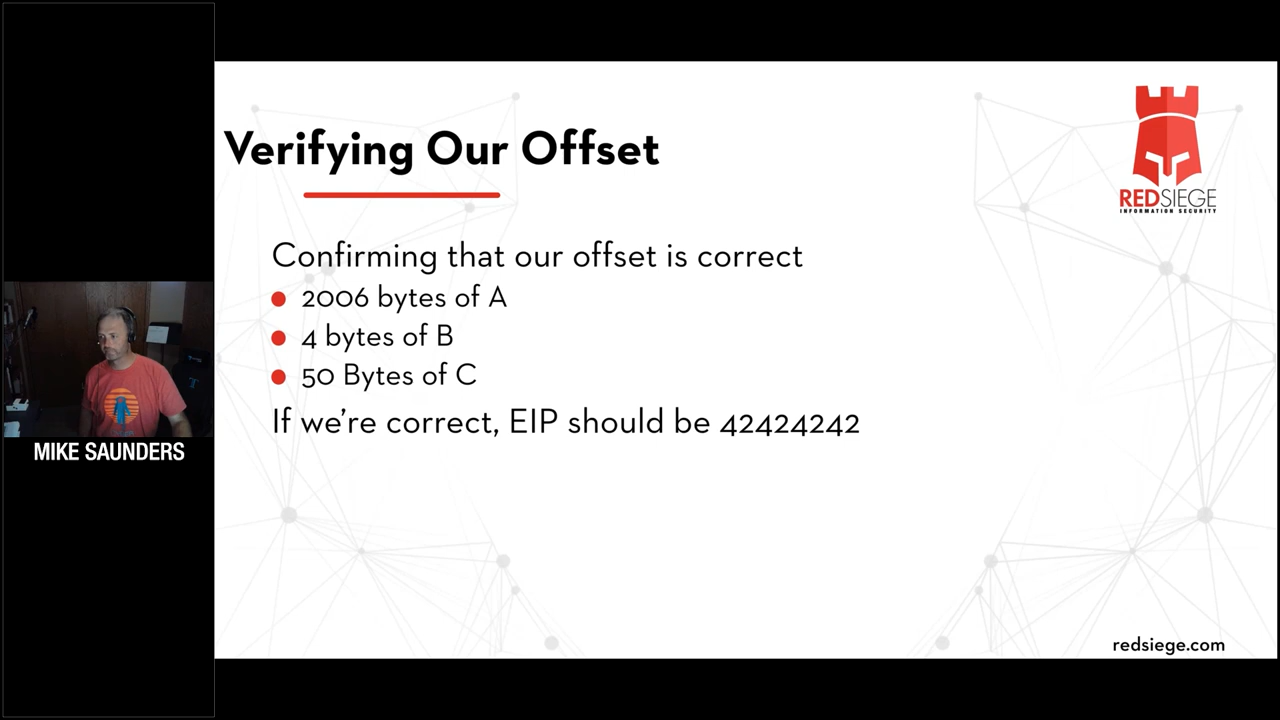 Verifying Our Offset
REDSIEGE
INFORMATION SECURITY
Confirming that our offset is correct
2006 bytes of A
4 bytes of B
50 Bytes of C
If we’re correct, EIP should be 42424242
MIKE SAUNDERS
redsiege.com